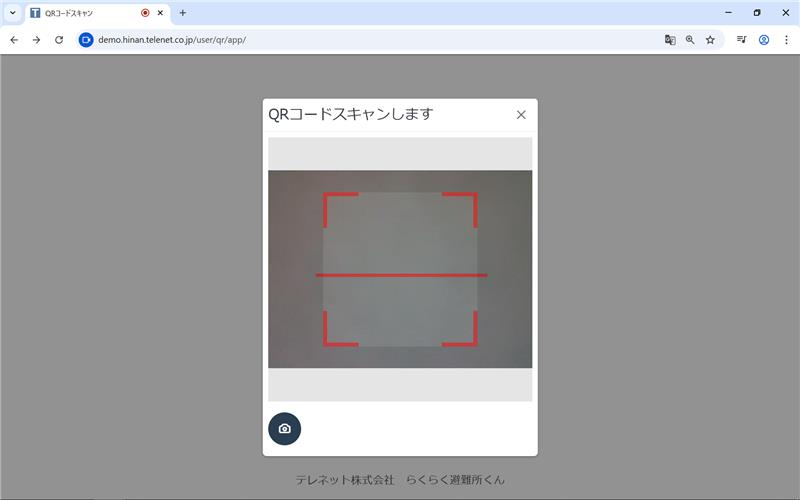 QRコードスキャン
demo.hinan.telenet.co.jp/user/qr/app/
QRコードスキャンします
テレネット株式会社 らくらく避難所くん